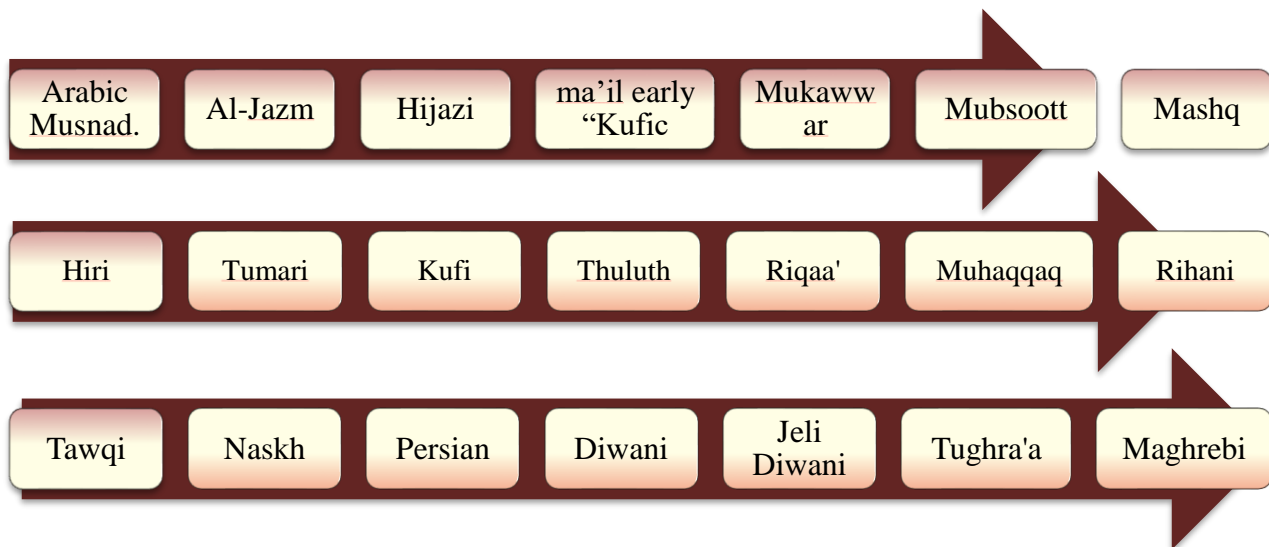 Arabic
Musnad.
Al-Jazm
Hijazi
ma’il early
“Kufic
Mukaww
ar
Mubsoott
Mashq
Hiri
Tumari
Kufi
Thuluth
Riqaa'
Muhaqqaq
Rihani
Tawqi
Naskh
Persian
Diwani
Jeli
Diwani
Tughra'a
Maghrebi